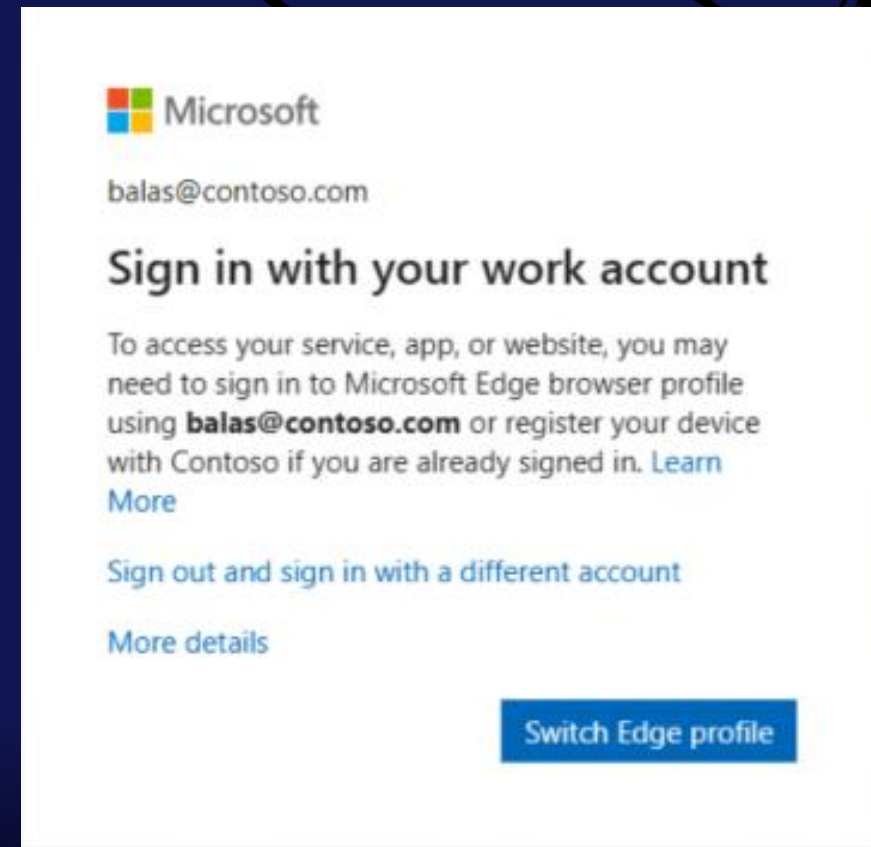 Microsoft
balas@contoso.com
Sign in with your work account
To access your service, app, or website, you may
need to sign in to Microsoft Edge browser profile
using balas@contoso.com or register your device
with Contoso if you are already signed in. Learn
More
Sign out and sign in with a different account
More details
Switch Edge profile